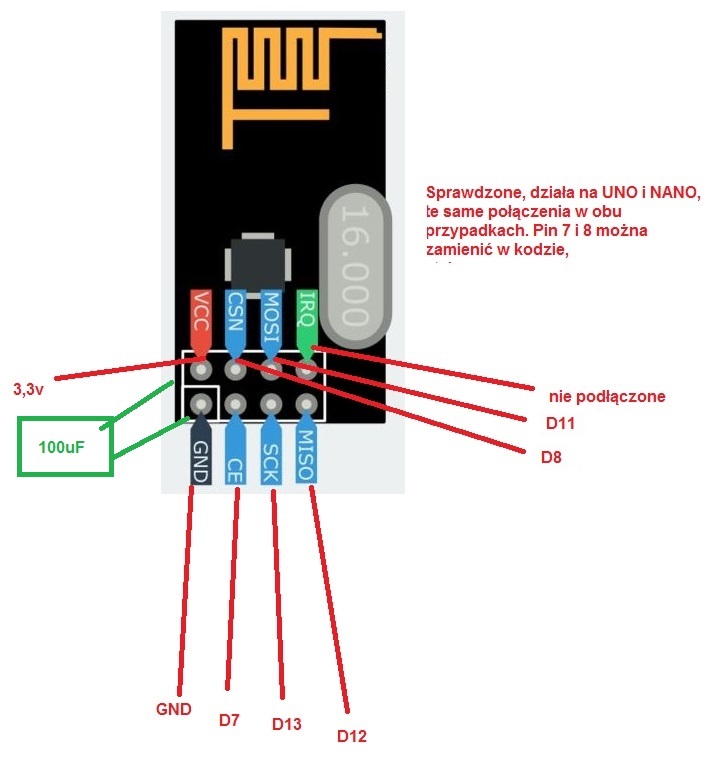 Sprawdzone, działa na UNO i NANO,
te same połączenia w obu
przypadkach. Pin 7 i 8 można
zamienić w kodzie,
16.000
VCC
CSN
MOSI
IRQ
3,3v
nie podłączone
D11
100uF
D8
GND
CE
SCK
MISO
GND
D7
D13
D12